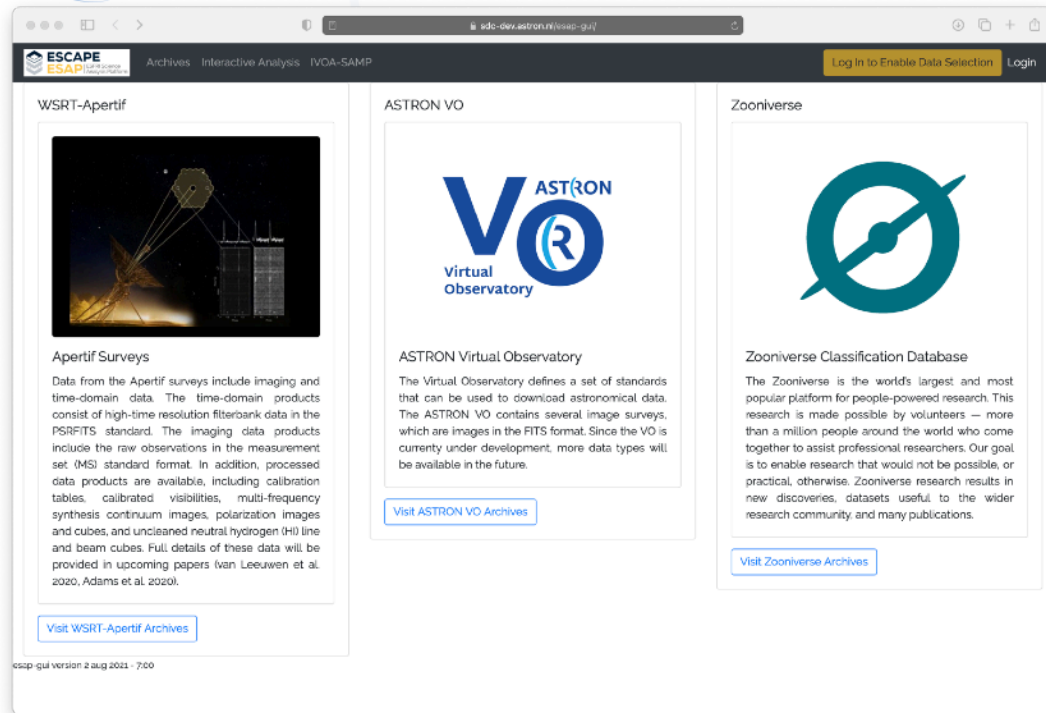 sdc-dev.astron.nl/esap-gui/
ESCAPE
ESAP
Archives Interactive Analysis IVOA-SAMP
Log In to Enable Data Selection Login
WSRT-Apertif
Apertif Surveys
Data from the Apertif surveys include imaging and
time-domain data. The time-domain products
consist of high-time resolution filterbank data in the
PSRFITS standard. The imaging data products
include the raw observations in the measurement
set (MS) standard format. In addition, processed
data products are available, including calibration
tables, calibrated visibilities, multi-frequency
synthesis continuum images, polarization images
and cubes, and uncleaned neutral hydrogen (HI) line
and beam cubes. Full details of these data will be
provided in upcoming papers (van Leeuwen et al.
2020, Adams et al. 2020).
Visit WSRT-Apertif Archives
ASTRON VO
VO ASTRON
Virtual
Observatory
ASTRON Virtual Observatory
The Virtual Observatory defines a set of standards
that can be used to download astronomical data.
The ASTRON VO contains several image surveys,
which are images in the FITS format. Since the VO is
currenty under development, more data types will
be available in the future.
Visit ASTRON VO Archives
Zooniverse
Zooniverse Classification Database
The Zooniverse is the world's largest and most
popular platform for people-powered research. This
research is made possible by volunteers — more
than a million people around the world who come
together to assist professional researchers. Our goal
is to enable research that would not be possible, or
practical, otherwise. Zooniverse research results in
new discoveries, datasets useful to the wider
research community, and many publications.
Visit Zooniverse Archives
esap-gui version 2 aug 2021 - 7:00